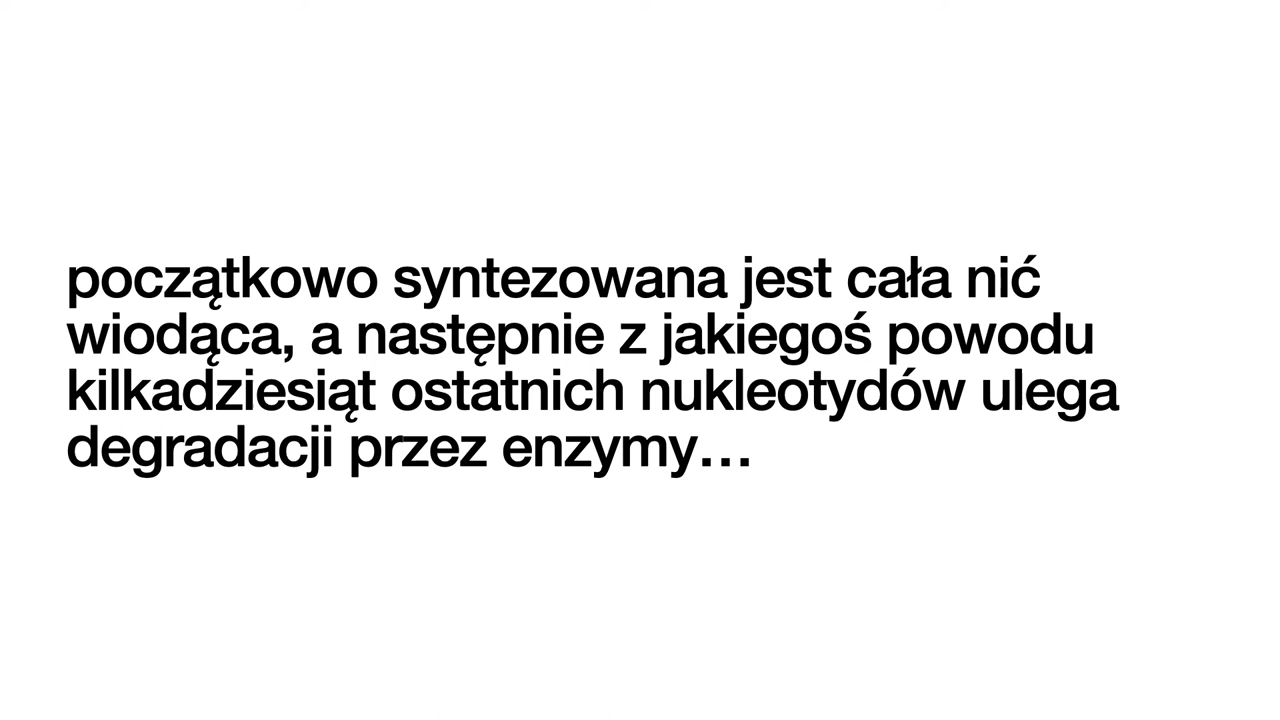 początkowo syntezowana jest cała nić
wiodąca, a następnie z jakiegoś powodu
kilkadziesiąt ostatnich nukleotydów ulega
degradacji przez enzymy…